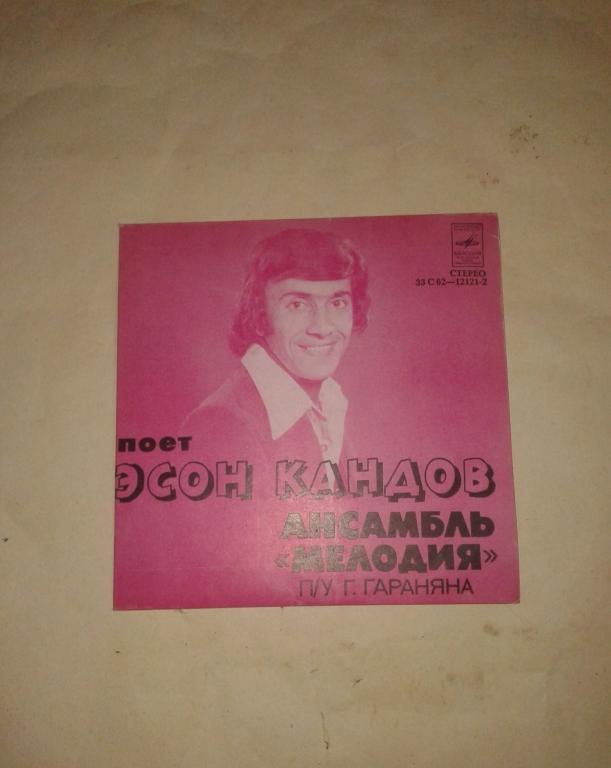 СТЕРЕО
33 С 62—12121-2
поет
ЭСОН КАНДОВ
АНСАМБЛЬ
«МЕЛОДИЯ»
П/У Г. ГАРАНЯНА